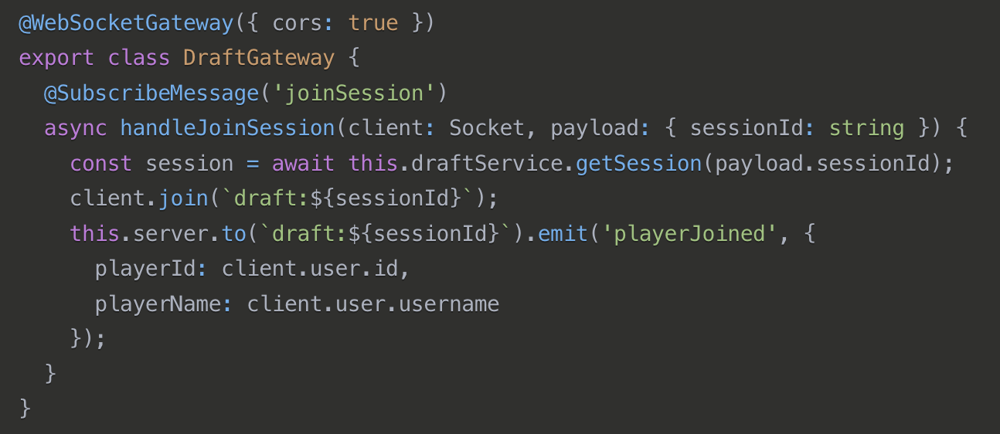 @WebSocketGateway({ cors: true })
export class DraftGateway {
  @SubscribeMessage('joinSession')
  async handleJoinSession(client: Socket, payload: { sessionId: string }) {
    const session = await this.draftService.getSession(payload.sessionId);
    client.join(`draft:${sessionId}`);
    this.server.to(`draft:${sessionId}`).emit('playerJoined', {
      playerId: client.user.id,
      playerName: client.user.username
    });
  }
}